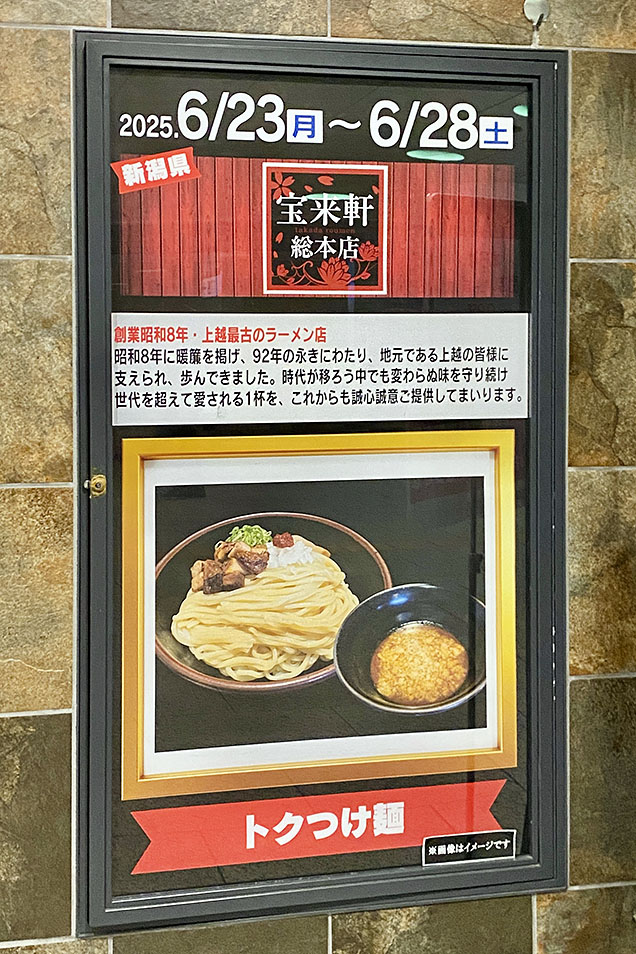 2025.6/23月～6/28土
新潟県
宝来軒
takada roumen
総本店
創業昭和8年・上越最古のラーメン店
昭和8年に暖簾を掲げ、92年の永きにわたり、地元である上越の皆様に
支えられ、歩んできました。時代が移ろう中でも変わらぬ味を守り続け
世代を超えて愛される1杯を、これからも誠心誠意ご提供してまいります。
トクつけ麺
※画像はイメージです